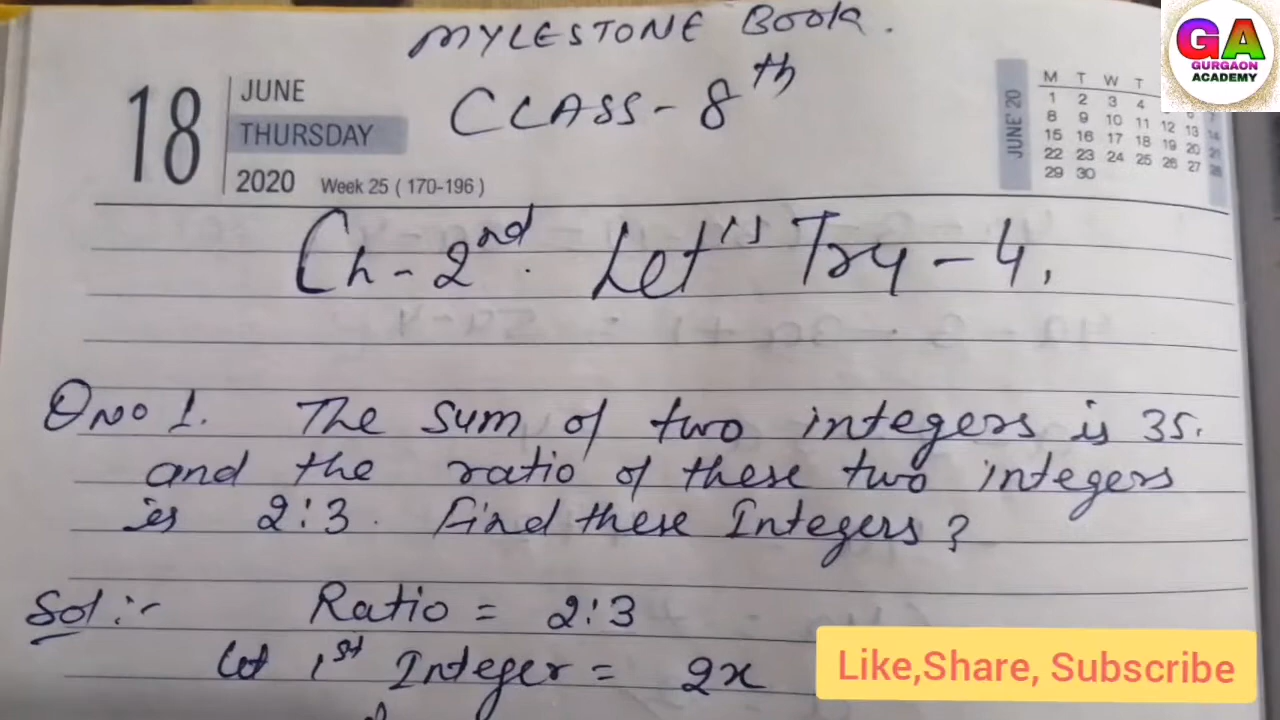 MYLESTONE Book.
CLASS - 8th
18
JUNE
THURSDAY
2020 Week 25 ( 170-196 )
GA
GURGAON
ACADEMY
JUNE' 20
M T W T
1 2 3 4
8 9 10 11 12 13 14
15 16 17 18 19 20 21
22 23 24 25 26 27 28
29 30
Ch - 2nd. Let's Try - 4.
Q No 1. The sum of two integers is 35.
and the ratio of these two integers
is 2:3. Find these Integers?
Sol :- Ratio = 2:3
Let 1st Integer = 2x
Like,Share, Subscribe